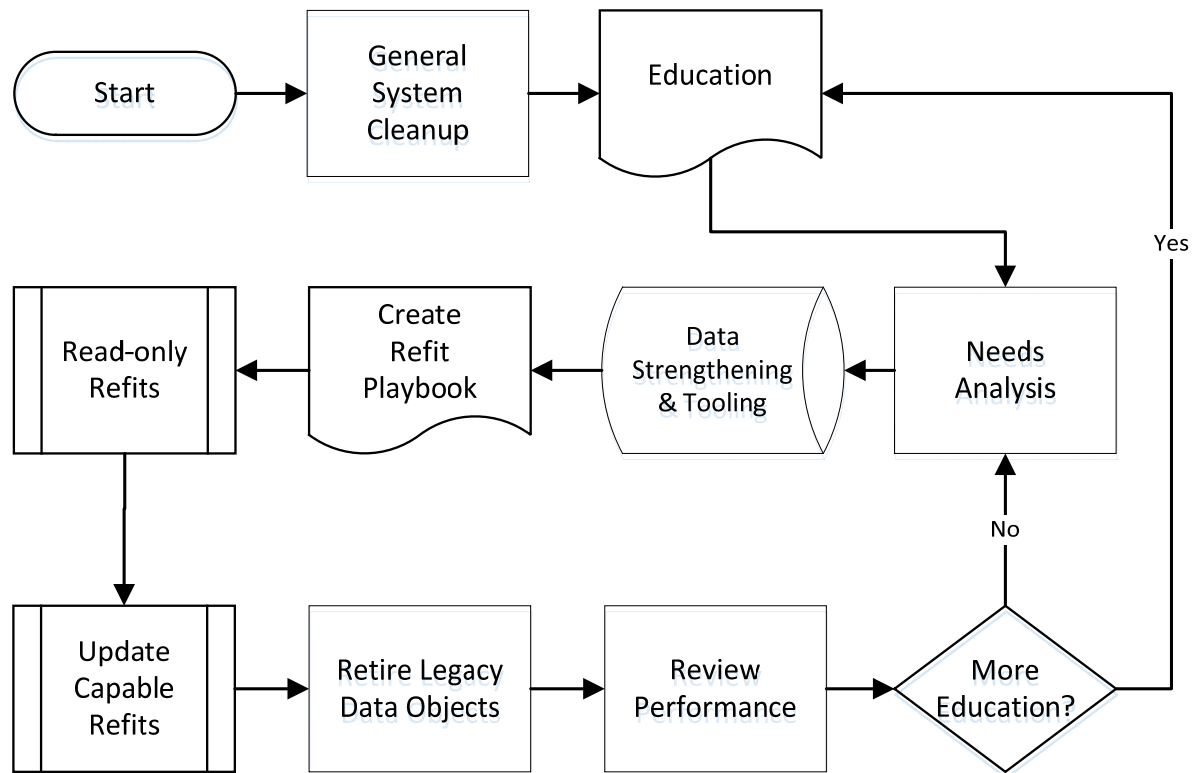 Start
General
System
Cleanup
Education
Yes
Read-only
Refits
Create
Refit
Playbook
Data
Strengthening
& Tooling
Needs
Analysis
No
Update
Capable
Refits
Retire Legacy
Data Objects
Review
Performance
More
Education?